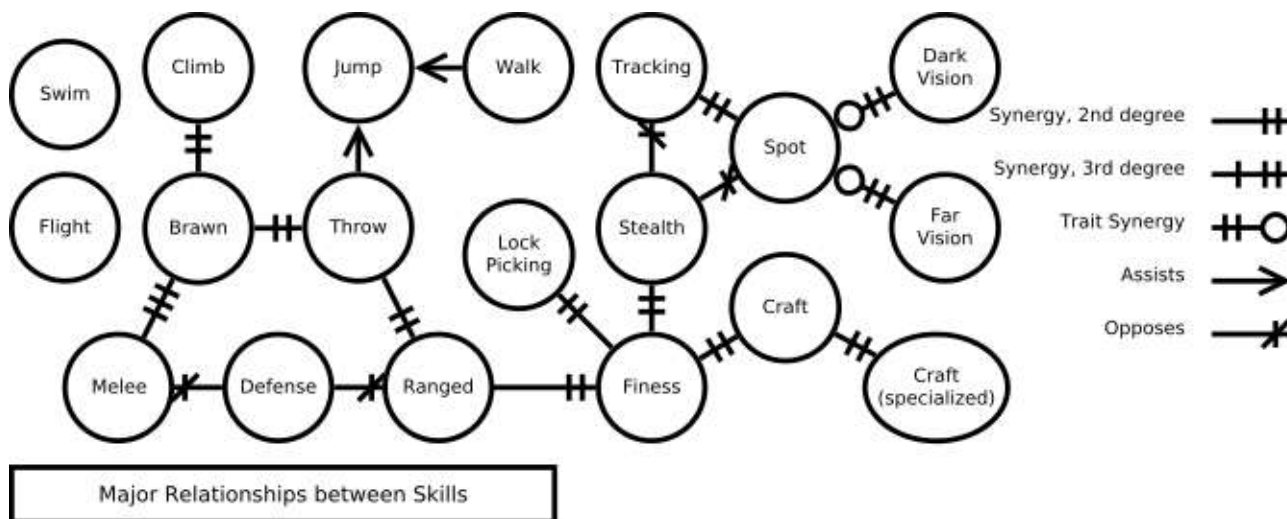 Climb
Jump
Walk
Tracking
Dark
Vision
Swim
Spot
Synergy, 2nd degree
Synergy, 3rd degree
Flight
Brawn
Throw
Lock
Picking
Stealth
Far
Vision
Trait Synergy
Assists
Craft
Opposes
Melee
Defense
Ranged
Finess
Craft
(specialized)
Major Relationships between Skills